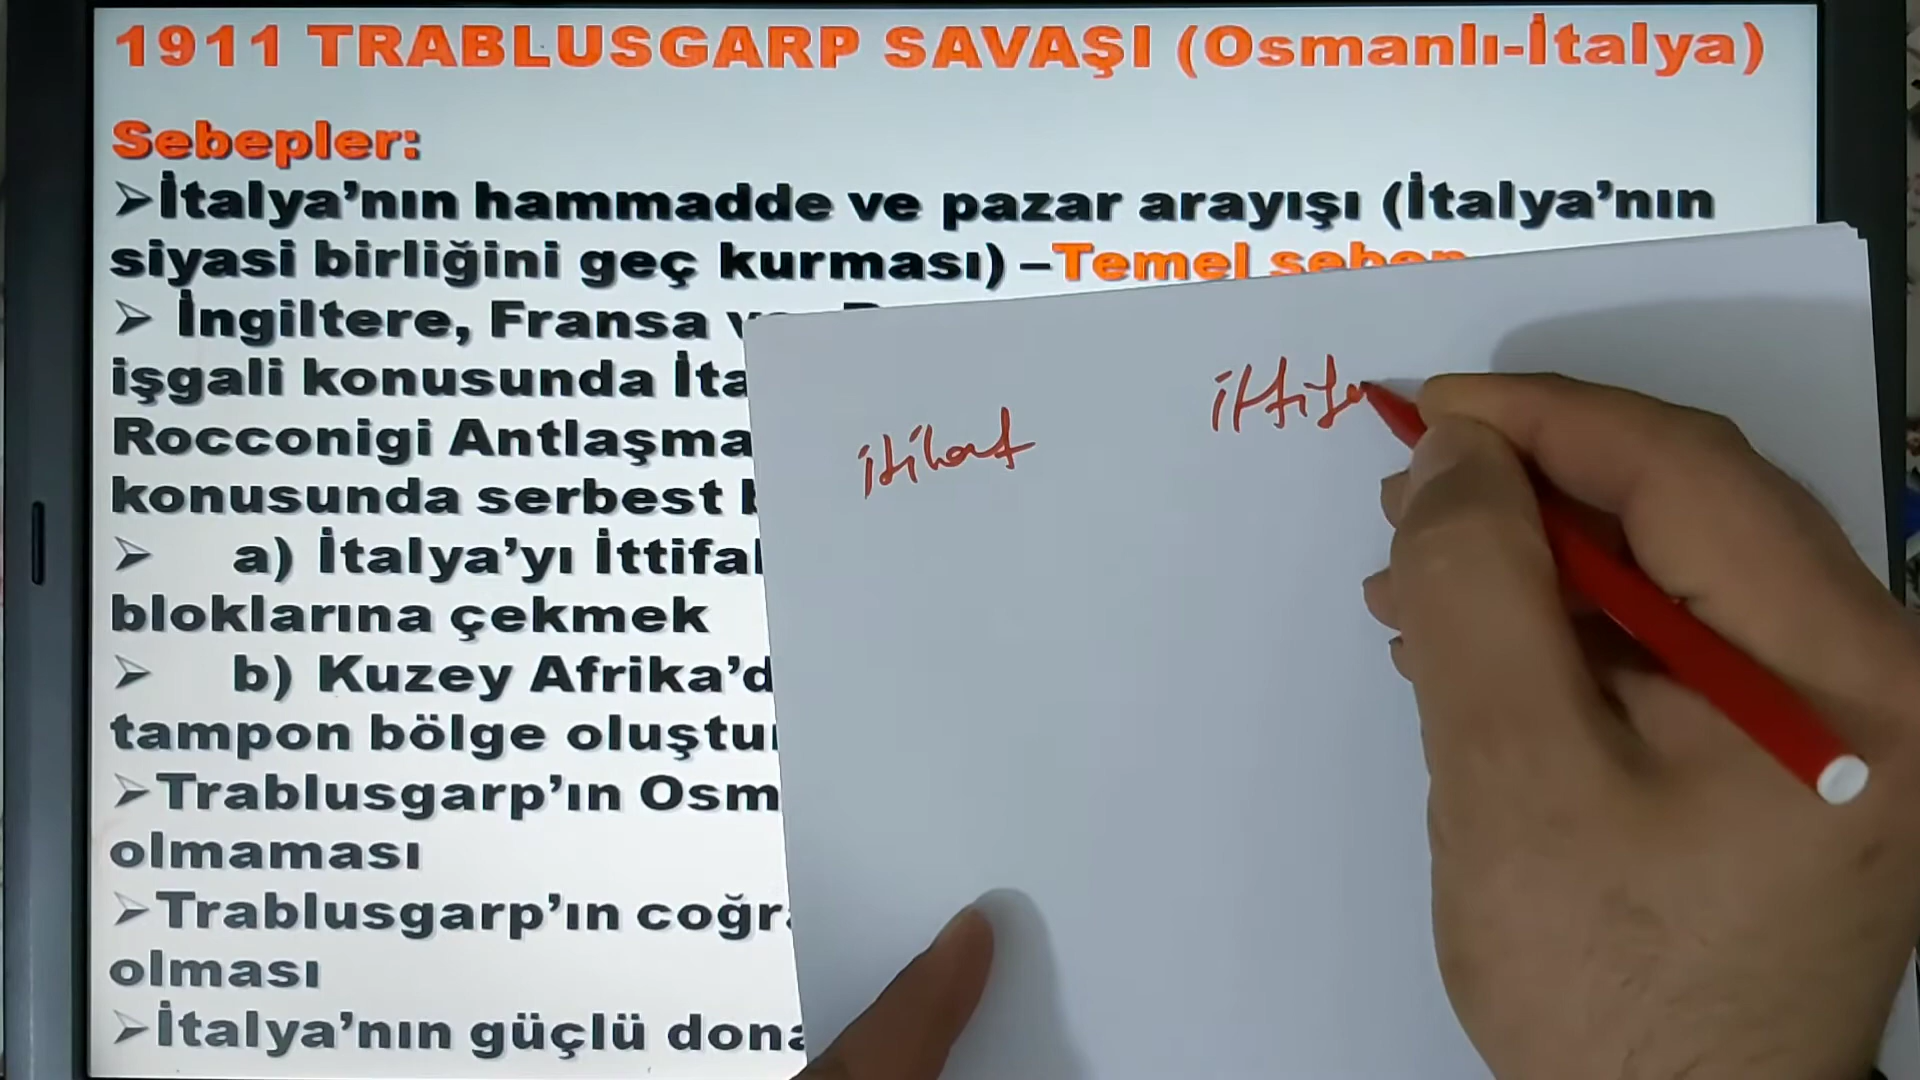 1911 TRABLUSGARP SAVAŞI (Osmanlı-İtalya)
Sebepler:
➢İtalya’nın hammadde ve pazar arayışı (İtalya’nın
siyasi birliğini geç kurması) –Temel sebep
➢ İngiltere, Fransa
işgali konusunda İta
Rocconigi Antlaşma
konusunda serbest
➢ a) İtalya’yı İttifa
bloklarına çekmek
➢ b) Kuzey Afrika’d
tampon bölge oluştu
➢Trablusgarp’ın Osm
olmaması
➢Trablusgarp’ın coğr
olması
➢İtalya’nın güçlü dona
itilaf
ittifa